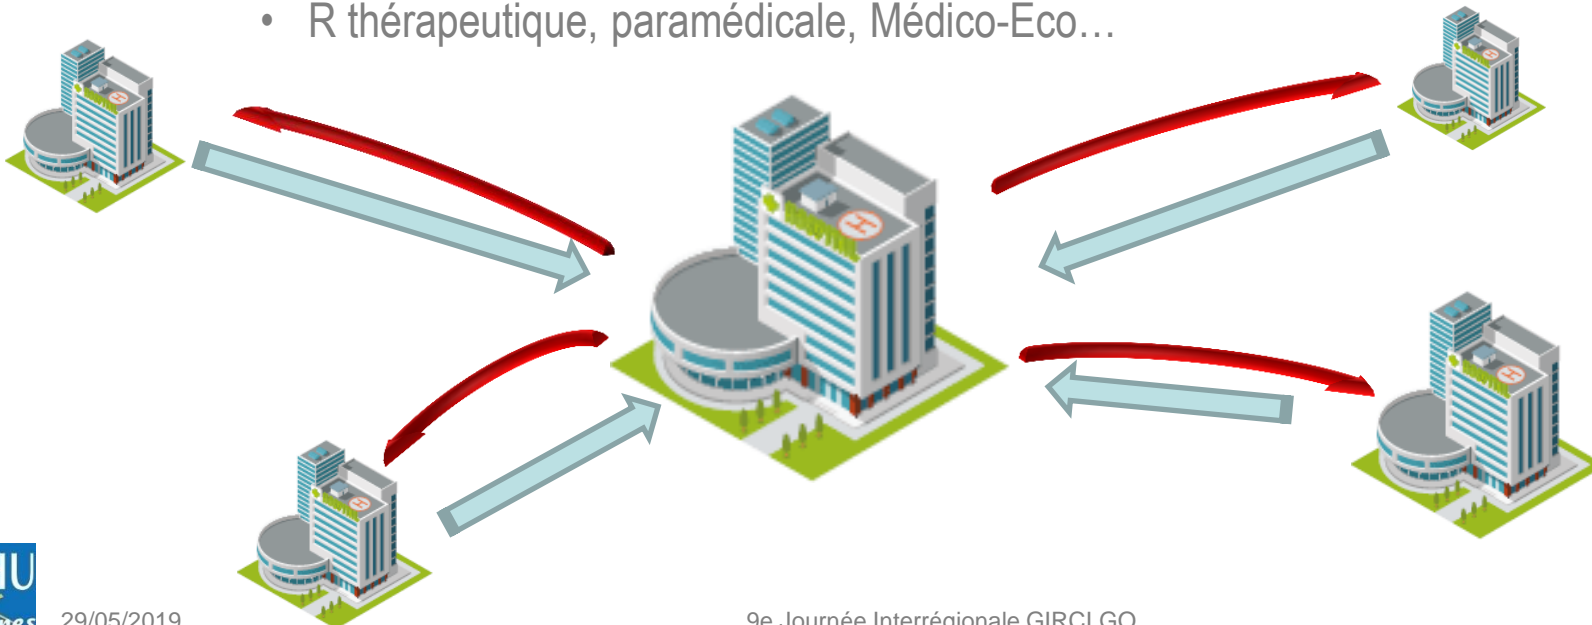 • R thérapeutique, paramédicale, Médico-Eco…
H
H
H
H
H
29/05/2019
9e Journée Interrégionale GIRCI GO